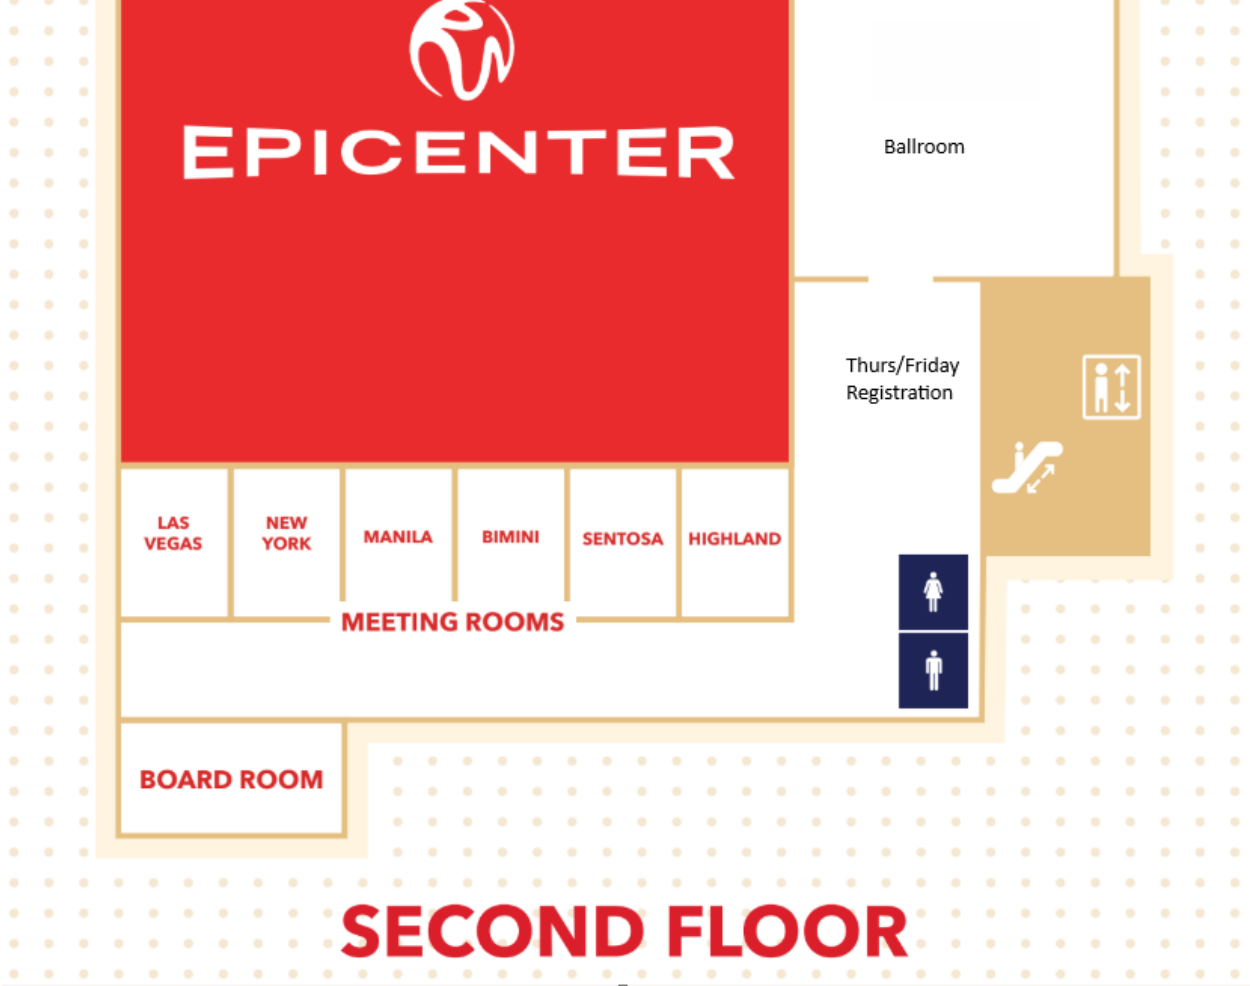 EPICENTER
Ballroom
Thurs/Friday
Registration
LAS
VEGAS
NEW
YORK
MANILA
BIMINI
SENTOSA
HIGHLAND
MEETING ROOMS
BOARD ROOM
SECOND FLOOR